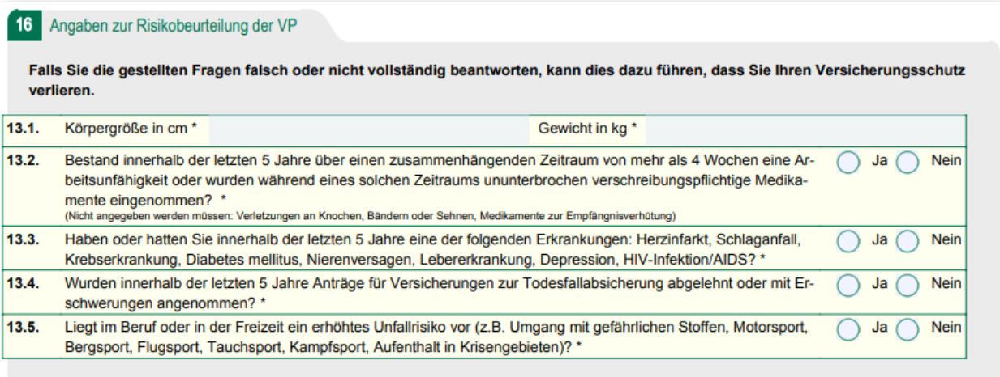 16 Angaben zur Risikobeurteilung der VP
Falls Sie die gestellten Fragen falsch oder nicht vollständig beantworten, kann dies dazu führen, dass Sie Ihren Versicherungsschutz
verlieren.
13.1. Körpergröße in cm * Gewicht in kg *
13.2. Bestand innerhalb der letzten 5 Jahre über einen zusammenhängenden Zeitraum von mehr als 4 Wochen eine Ar- Ja Nein
beitsunfähigkeit oder wurden während eines solchen Zeitraums ununterbrochen verschreibungspflichtige Medika-
mente eingenommen? *
(Nicht angegeben werden müssen: Verletzungen an Knochen, Bändern oder Sehnen, Medikamente zur Empfängnisverhütung)
13.3. Haben oder hatten Sie innerhalb der letzten 5 Jahre eine der folgenden Erkrankungen: Herzinfarkt, Schlaganfall, Ja Nein
Krebserkrankung, Diabetes mellitus, Nierenversagen, Lebererkrankung, Depression, HIV-Infektion/AIDS? *
13.4. Wurden innerhalb der letzten 5 Jahre Anträge für Versicherungen zur Todesfallabsicherung abgelehnt oder mit Er- Ja Nein
schwerungen angenommen? *
13.5. Liegt im Beruf oder in der Freizeit ein erhöhtes Unfallrisiko vor (z.B. Umgang mit gefährlichen Stoffen, Motorsport, Ja Nein
Bergsport, Flugsport, Tauchsport, Kampfsport, Aufenthalt in Krisengebieten)? *